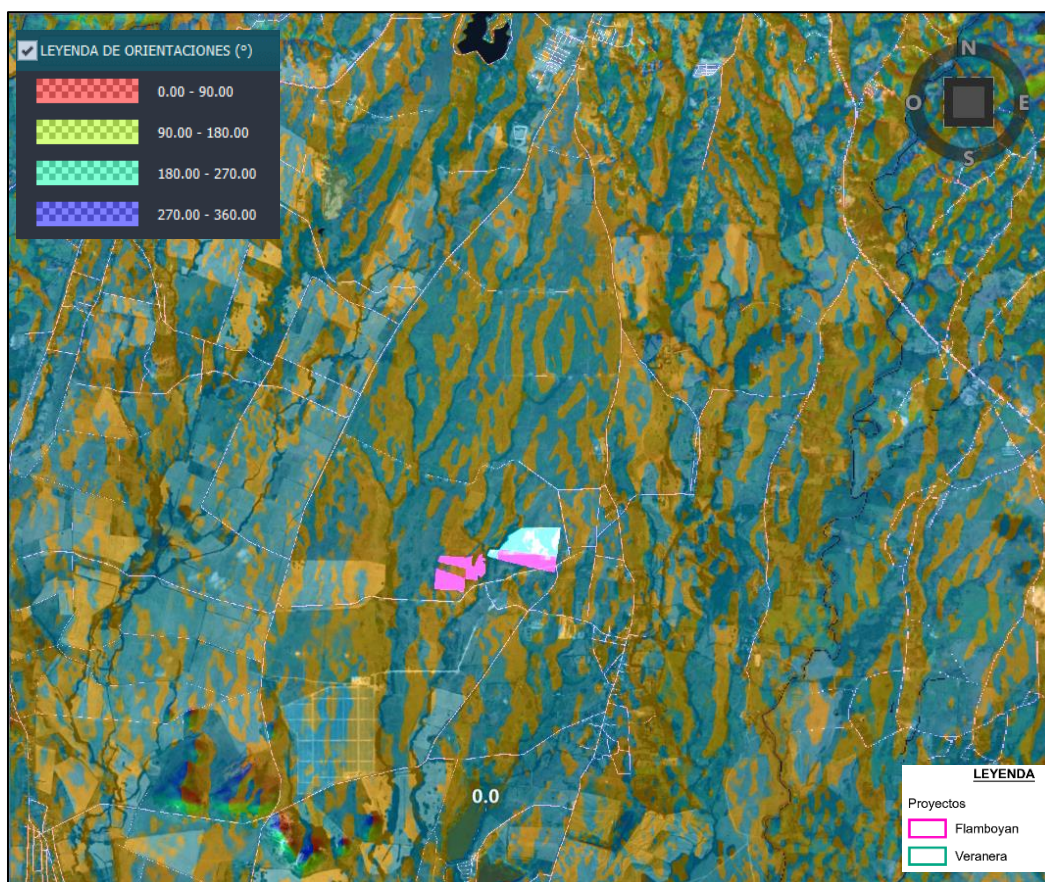 LEYENDA DE ORIENTACIONES (°)
0.00 - 90.00
90.00 - 180.00
180.00 - 270.00
270.00 - 360.00
N
O
E
S
0.0
LEYENDA
Proyectos
Flamboyan
Veranera